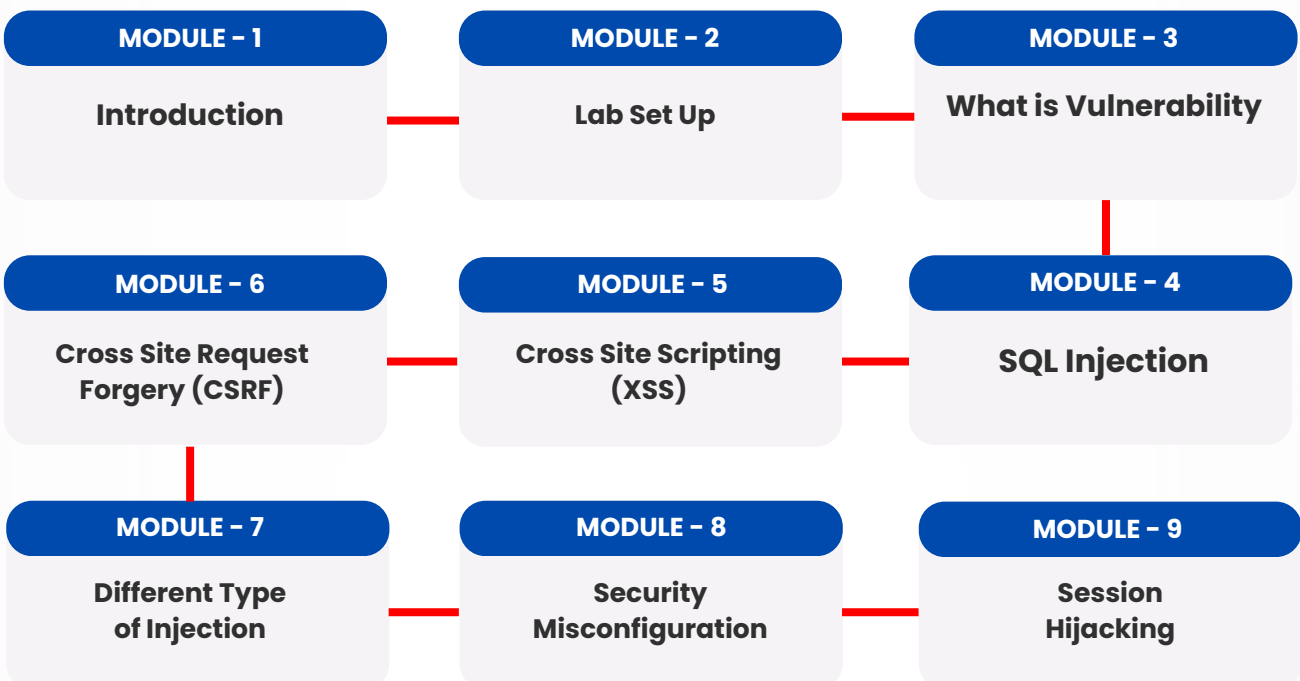 MODULE - 1
Introduction
MODULE - 2
Lab Set Up
MODULE - 3
What is Vulnerability
MODULE - 4
SQL Injection
MODULE - 5
Cross Site Scripting
(XSS)
MODULE - 6
Cross Site Request
Forgery (CSRF)
MODULE - 7
Different Type
of Injection
MODULE - 8
Security
Misconfiguration
MODULE - 9
Session
Hijacking